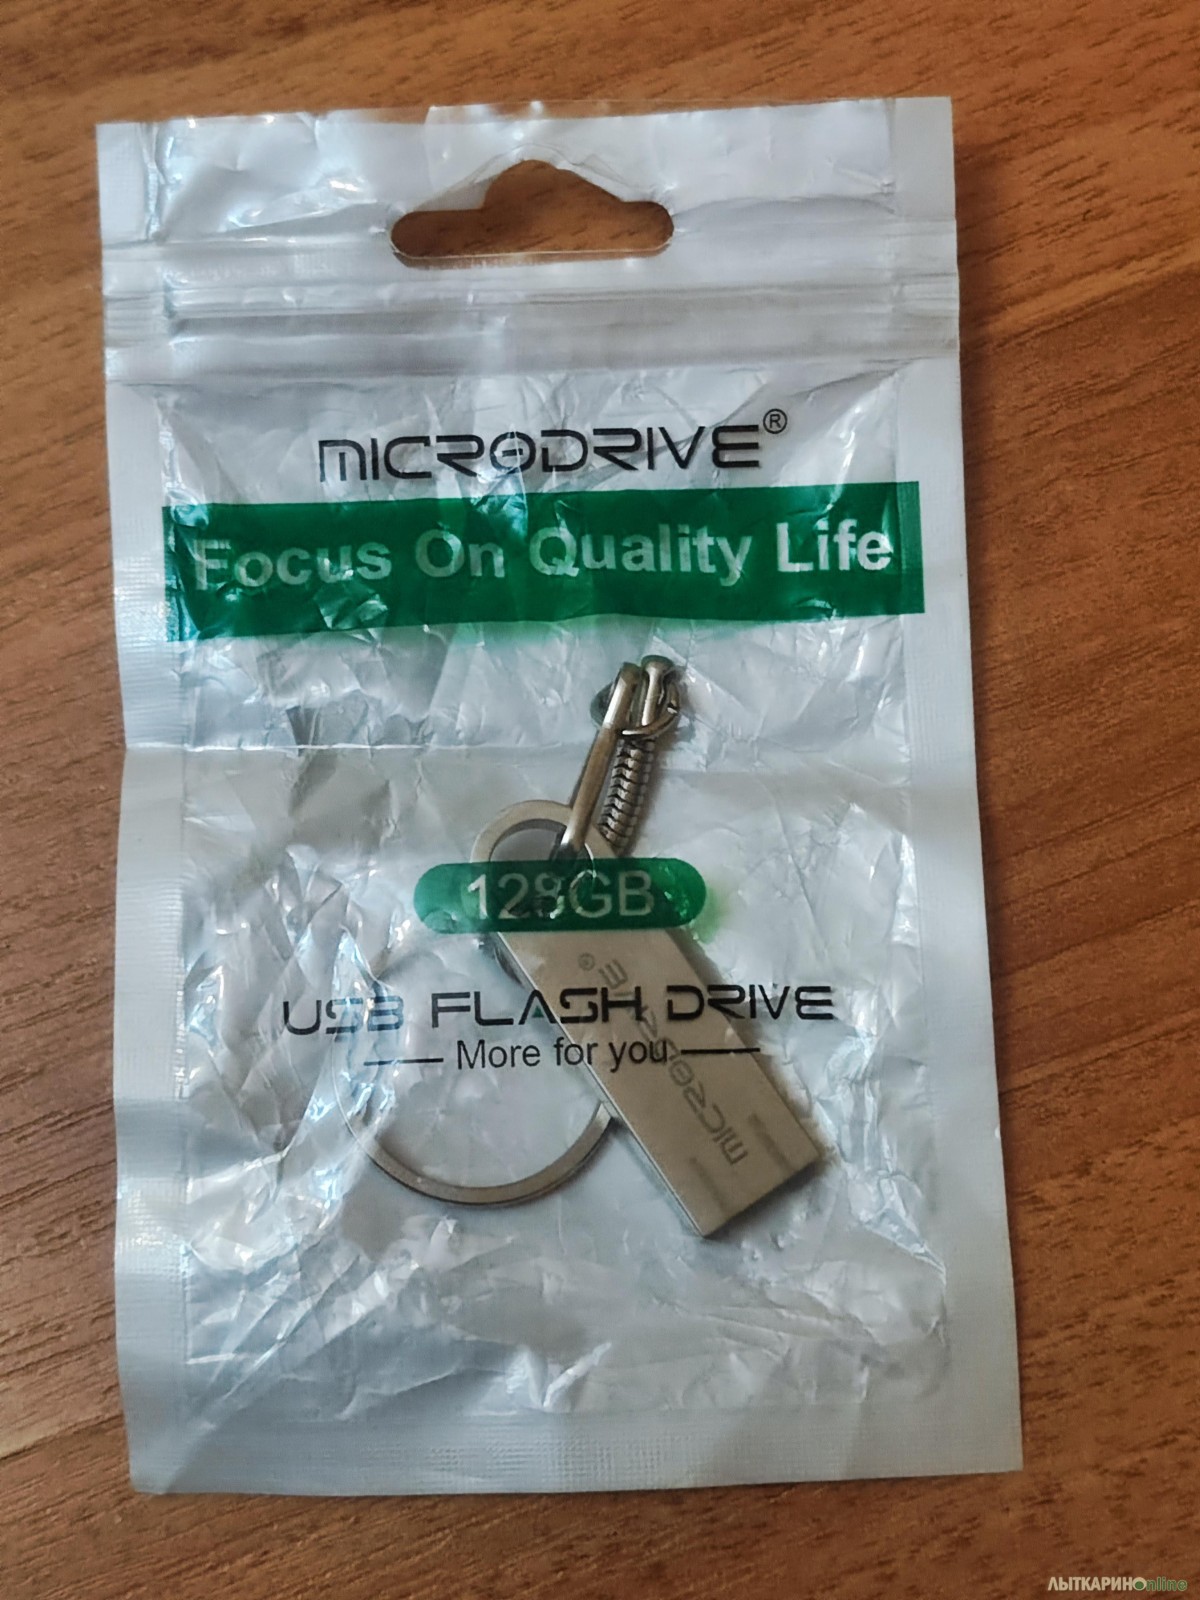 MICRODRIVE®
Focus On Quality Life
128GB
USB FLASH DRIVE
More for you
MICRODRIVE®
ЛЫТКАРИНОonline